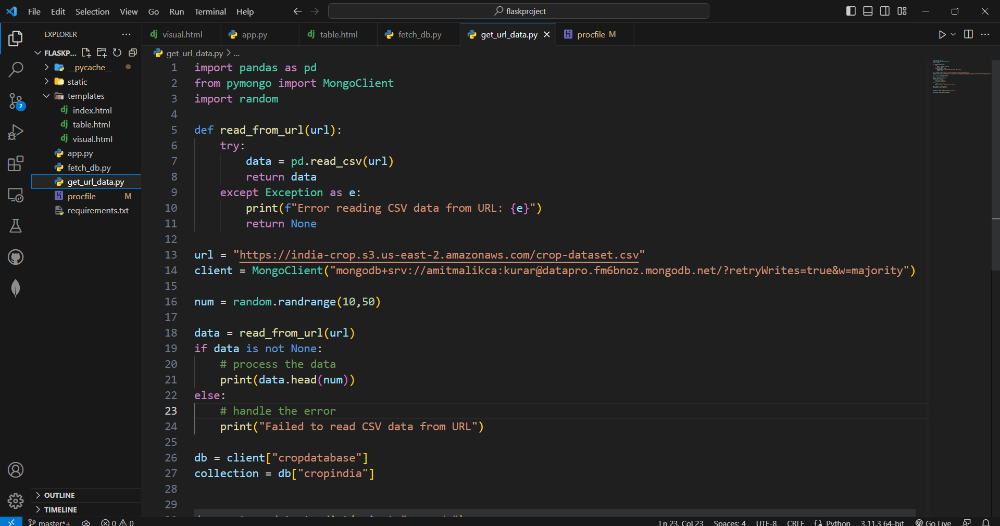 File Edit Selection View Go Run Terminal Help
flaskproject
EXPLORER
visual.html
app.py
table.html
fetch_db.py
get_url_data.py
procfile M
FLASKP...
get_url_data.py > ...
__pycache__
static
templates
index.html
table.html
visual.html
app.py
fetch_db.py
get_url_data.py
procfile M
requirements.txt
2
1 import pandas as pd
2 from pymongo import MongoClient
3 import random
4
5 def read_from_url(url):
6 try:
7 data = pd.read_csv(url)
8 return data
9 except Exception as e:
10 print(f"Error reading CSV data from URL: {e}")
11 return None
12
13 url = "https://india-crop.s3.us-east-2.amazonaws.com/crop-dataset.csv"
14 client = MongoClient("mongodb+srv://amitmalikca:kurar@datapro.fm6bnoz.mongodb.net/?retryWrites=true&w=majority")
15
16 num = random.randrange(10,50)
17
18 data = read_from_url(url)
19 if data is not None:
20 # process the data
21 print(data.head(num))
22 else:
23 # handle the error
24 print("Failed to read CSV data from URL")
25
26 db = client["cropdatabase"]
27 collection = db["cropindia"]
28
29
OUTLINE
TIMELINE
master*+ 0 0 Ln 23, Col 23 Spaces: 4 UTF-8 CRLF Python 3.11.3 64-bit Go Live